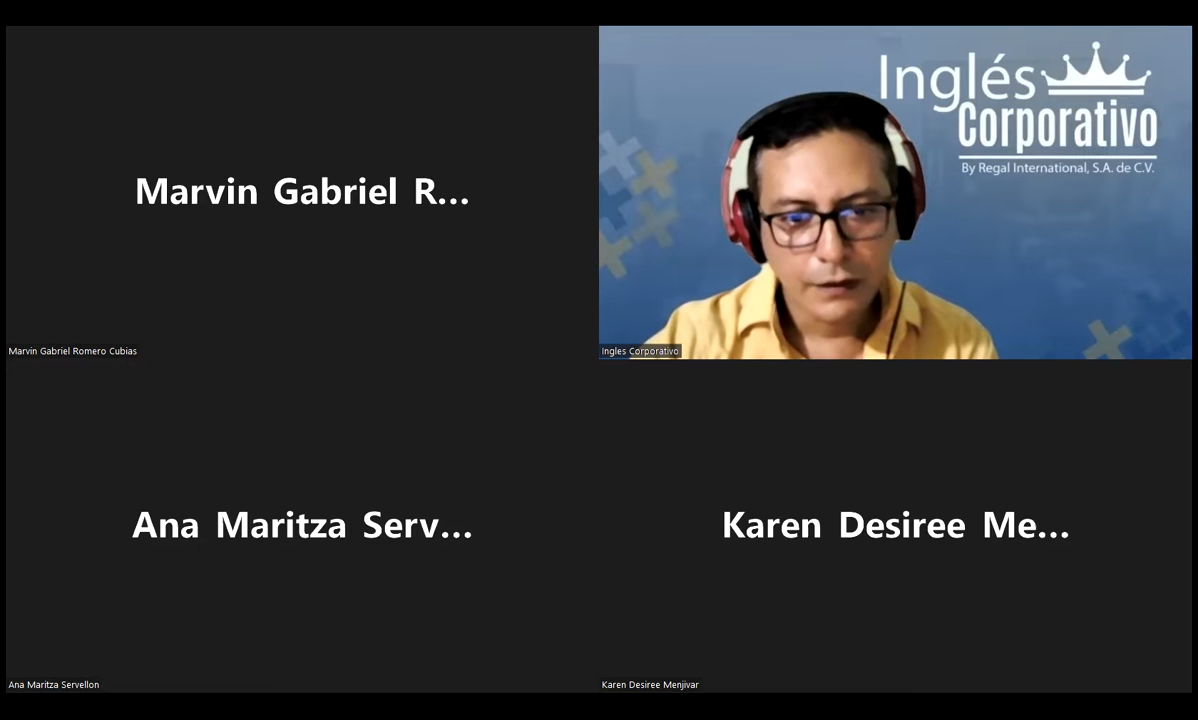 Marvin Gabriel R...
Marvin Gabriel Romero Cubias
Inglés
Corporativo
By Regal International, S.A. de C.V.
Ingles Corporativo
Ana Maritza Serv...
Ana Maritza Servellon
Karen Desiree Me...
Karen Desiree Menjivar